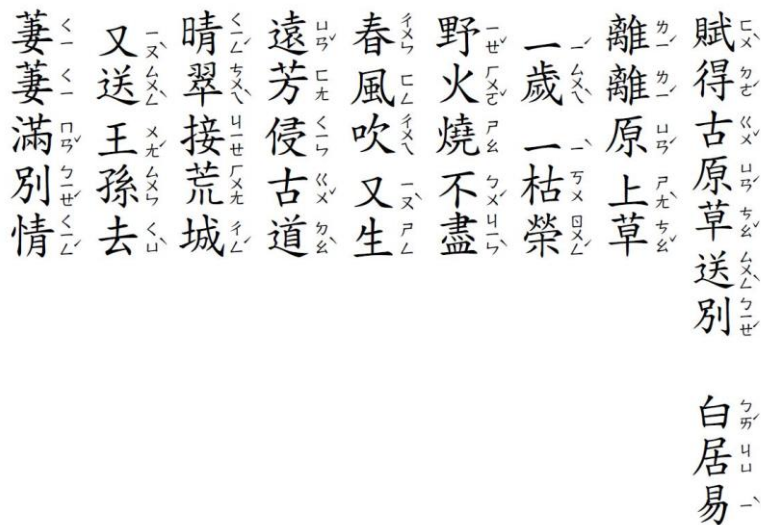 賦得古原草送別 白居易
離離原上草
一歲一枯榮
野火燒不盡
春風吹又生
遠芳侵古道
晴翠接荒城
又送王孫去
萋萋滿別情